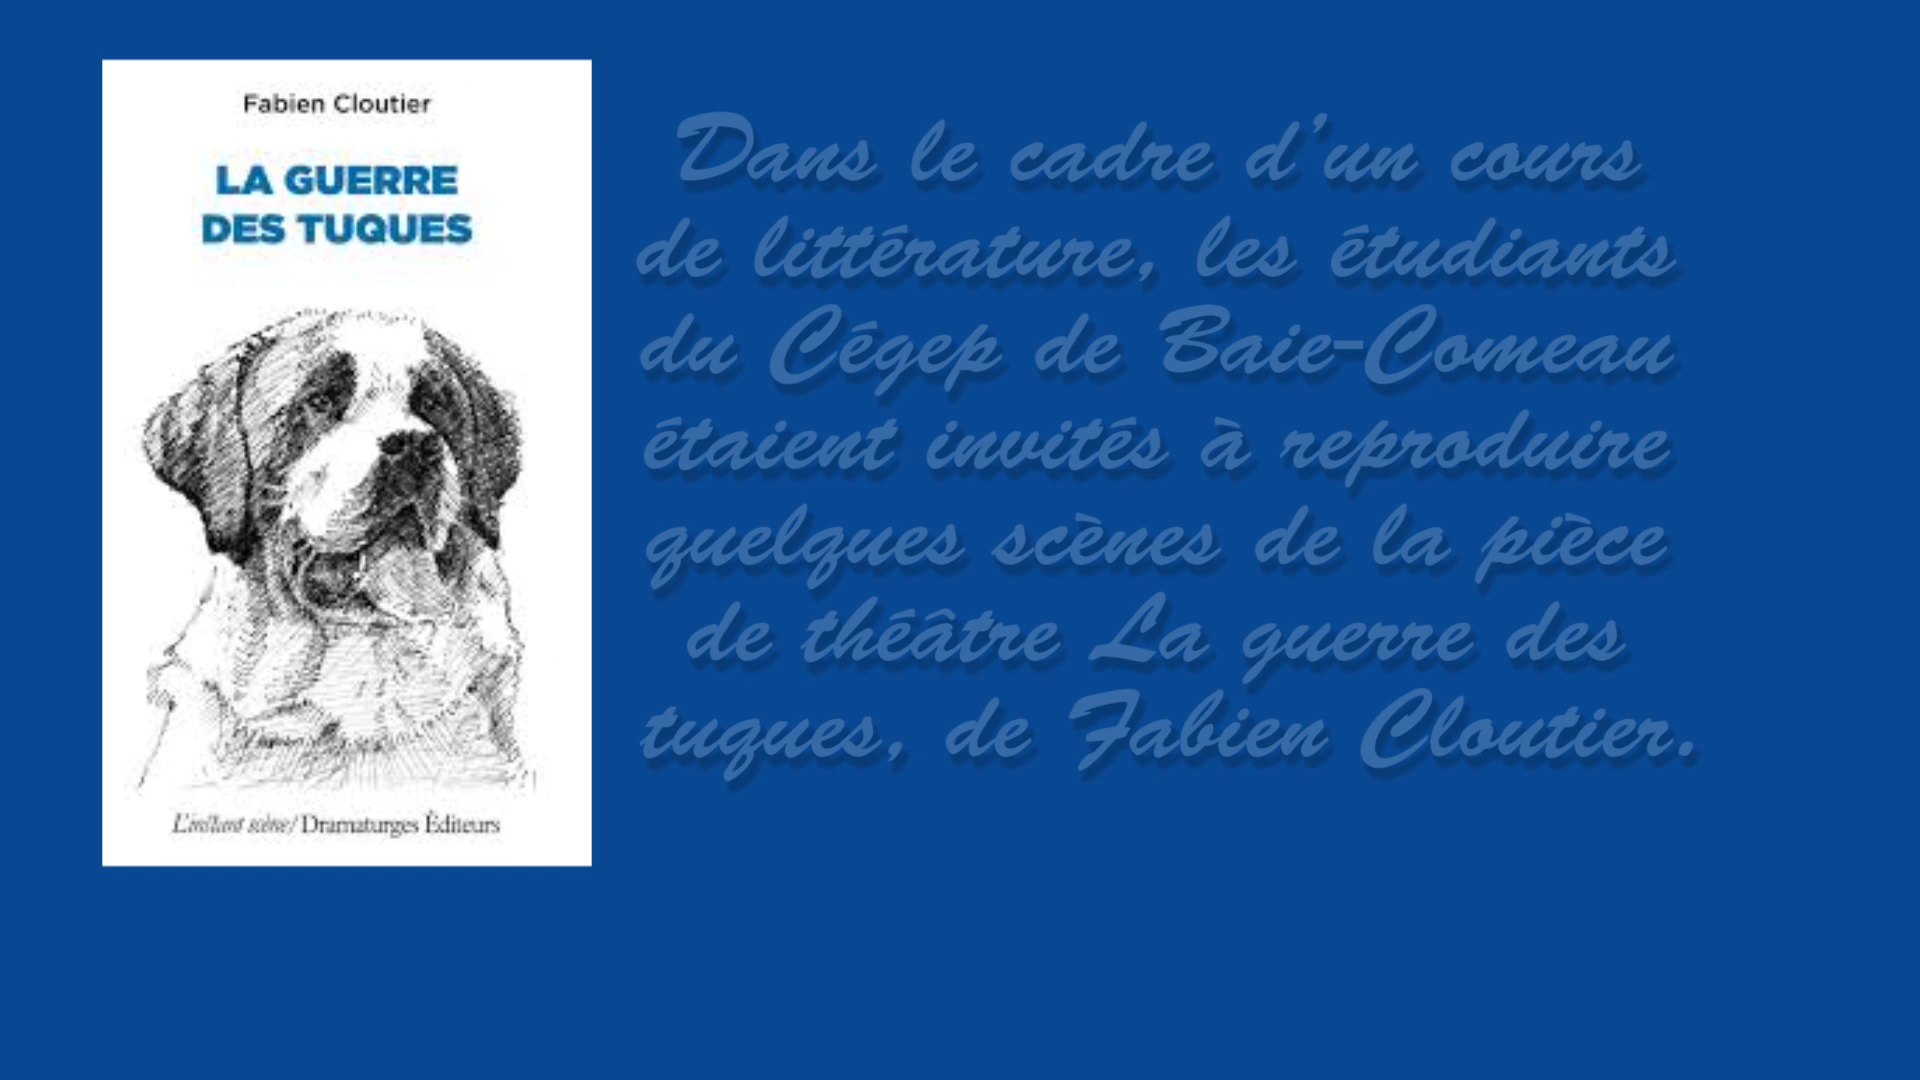 Fabien Cloutier
LA GUERRE
DES TUQUES
L'instant scène/Dramaturges Éditeurs
Dans le cadre d'un cours
de littérature, les étudiants
du Cégep de Baie-Comeau
étaient invités à reproduire
quelques scènes de la pièce
de théâtre La guerre des
tuques, de Fabien Cloutier.